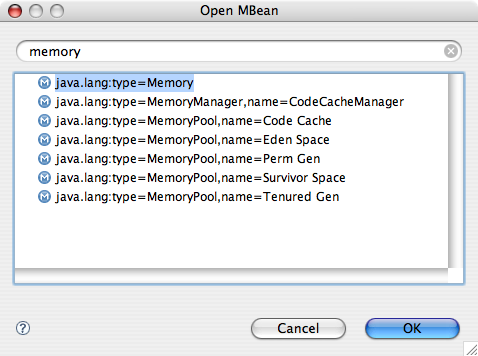 Open MBean
memory
M java.lang:type=Memory
M java.lang:type=MemoryManager,name=CodeCacheManager
M java.lang:type=MemoryPool,name=Code Cache
M java.lang:type=MemoryPool,name=Eden Space
M java.lang:type=MemoryPool,name=Perm Gen
M java.lang:type=MemoryPool,name=Survivor Space
M java.lang:type=MemoryPool,name=Tenured Gen
? Cancel OK